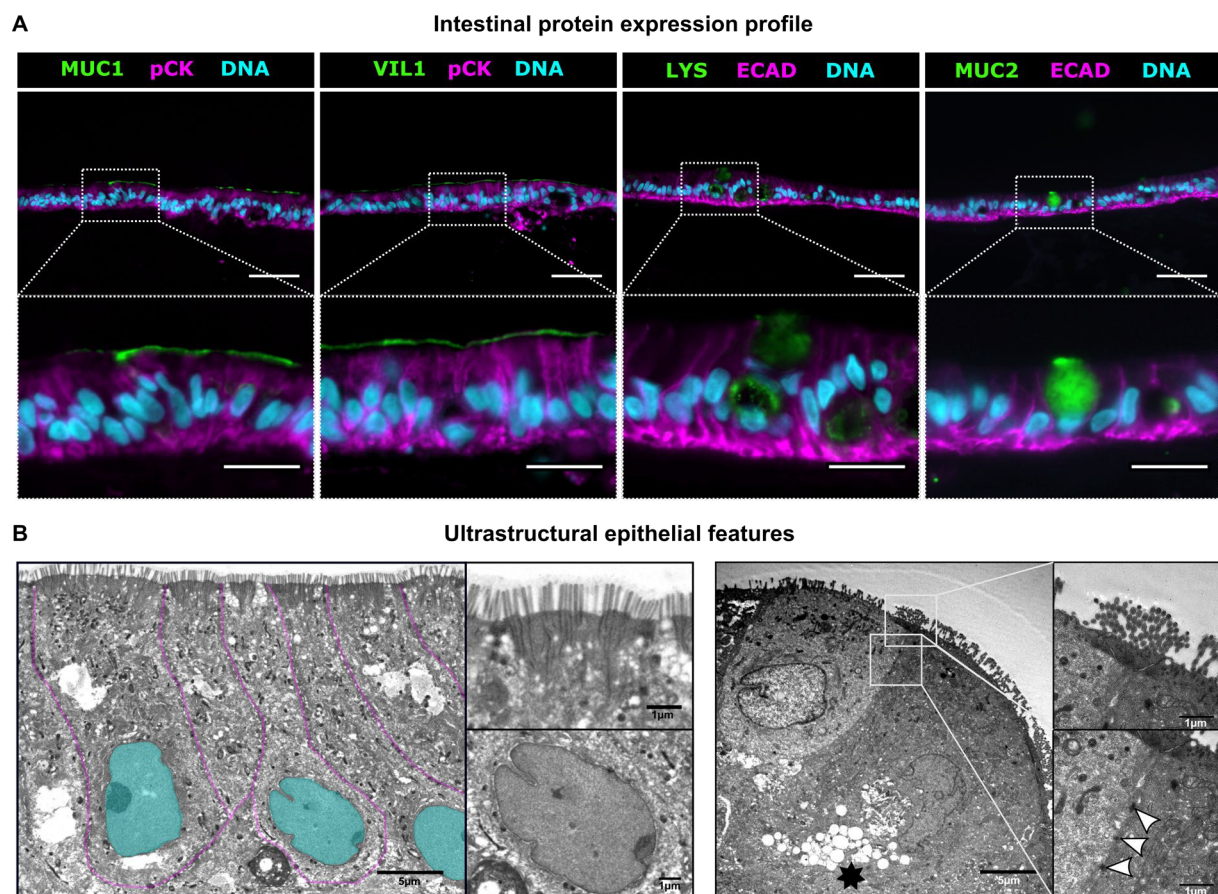 A
Intestinal protein expression profile
MUC1 pCK DNA
VIL1 pCK DNA
LYS ECAD DNA
MUC2 ECAD DNA
B
Ultrastructural epithelial features
5µm
1µm
1µm
5µm
1µm
1µm